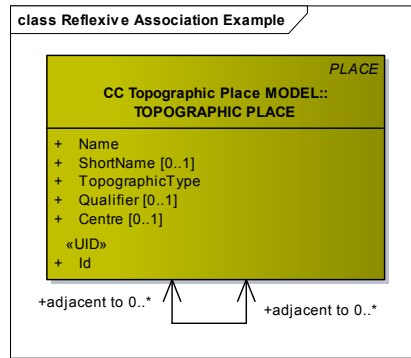 class Reflexive Association Example
PLACE
CC Topographic Place MODEL::
TOPOGRAPHIC PLACE
+ Name
+ ShortName [0..1]
+ TopographicType
+ Qualifier [0..1]
+ Centre [0..1]
«UID»
+ Id
+adjacent to 0..*
+adjacent to 0..*